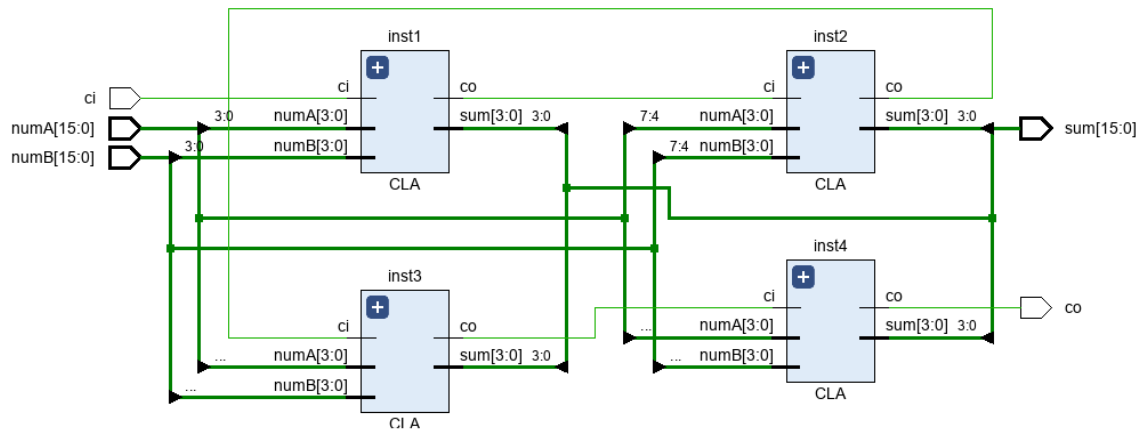 inst1
inst2
ci
ci
co
ci
co
numA[15:0]
3:0
numA[3:0]
sum[3:0]
3:0
7:4
numA[3:0]
sum[3:0]
3:0
sum[15:0]
numB[15:0]
3:0
numB[3:0]
7:4
numB[3:0]
CLA
CLA
inst3
inst4
ci
co
ci
co
co
...
numA[3:0]
sum[3:0]
3:0
...
numA[3:0]
sum[3:0]
3:0
...
numB[3:0]
...
numB[3:0]
CLA
CLA